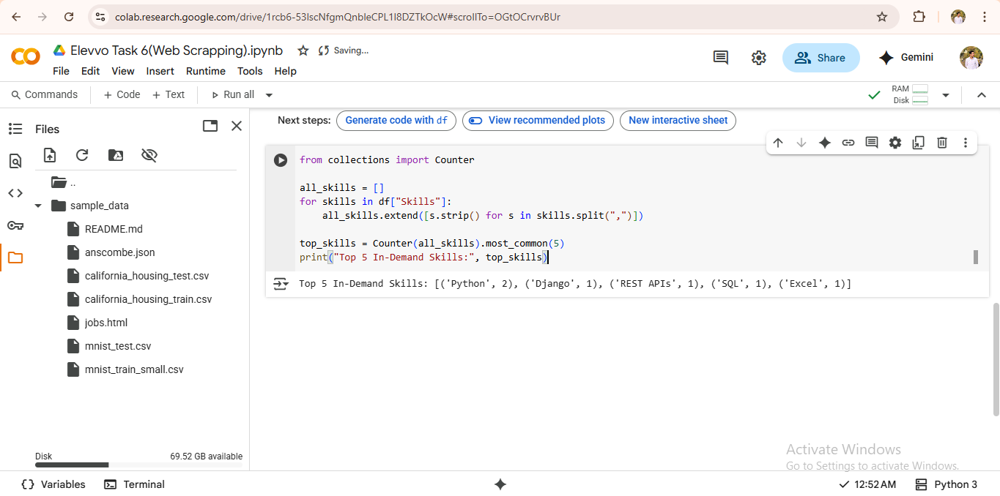 colab.research.google.com/drive/1rcb6-53IscNfgmQnbleCPL1I8DZTkOcW#scrollTo=OGtOCrvrvBUr
Elevvo Task 6(Web Scrapping).ipynb
Saving...
File Edit View Insert Runtime Tools Help
Share
Gemini
Commands
+ Code + Text
Run all
RAM
Disk
Files
..
sample_data
README.md
anscombe.json
california_housing_test.csv
california_housing_train.csv
jobs.html
mnist_test.csv
mnist_train_small.csv
Disk 69.52 GB available
Next steps: Generate code with df View recommended plots New interactive sheet
from collections import Counter
all_skills = []
for skills in df["Skills"]:
    all_skills.extend([s.strip() for s in skills.split(",")])
top_skills = Counter(all_skills).most_common(5)
print("Top 5 In-Demand Skills:", top_skills)
Top 5 In-Demand Skills: [('Python', 2), ('Django', 1), ('REST APIs', 1), ('SQL', 1), ('Excel', 1)]
Activate Windows
Go to Settings to activate Windows.
Variables Terminal
12:52 AM Python 3